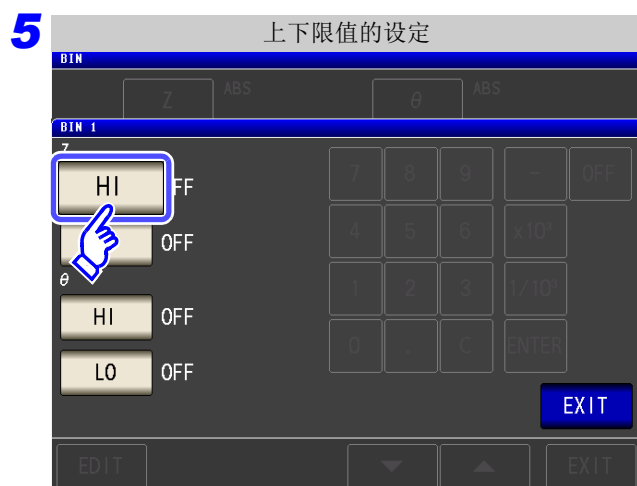 5
上下限值的设定
BIN
Z ABS θ ABS
BIN 1
Z
HI OFF
OFF
θ
HI OFF
LO OFF
7 8 9 - OFF
4 5 6 x10³
1 2 3 1/10³
0 . C ENTER
EXIT
EDIT ▼ ▲ EXIT